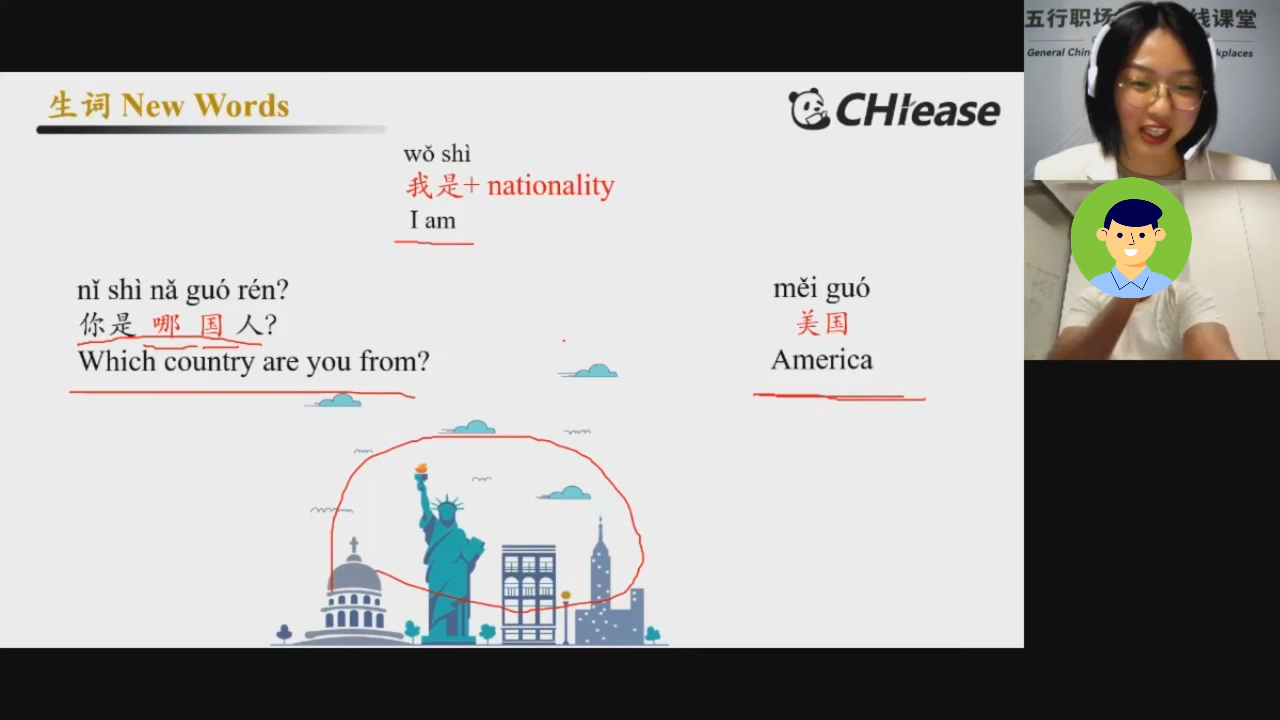 生词 New Words
CHIease
wǒ shì
我是+ nationality
I am
nǐ shì nǎ guó rén?
你是 哪 国 人?
Which country are you from?
měi guó
美国
America
五行职场 线课堂
General Chin kplaces